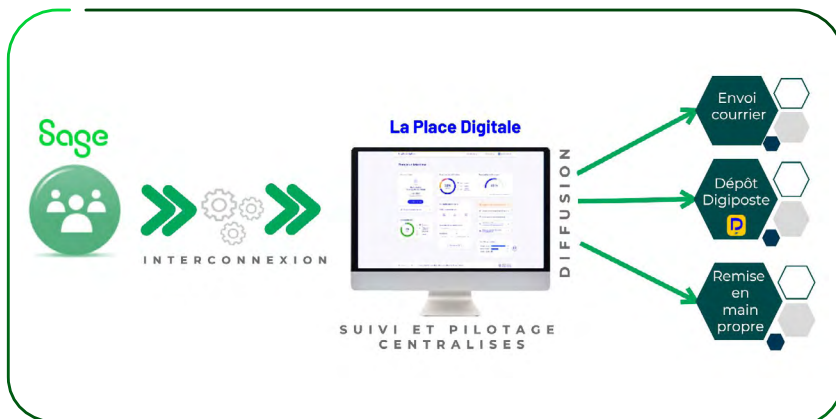 Sage
INTERCONNEXION
La Place Digitale
SUIVI ET PILOTAGE
CENTRALISES
DIFFUSION
Envoi
courrier
Dépôt
Digiposte
Remise
en
main
propre